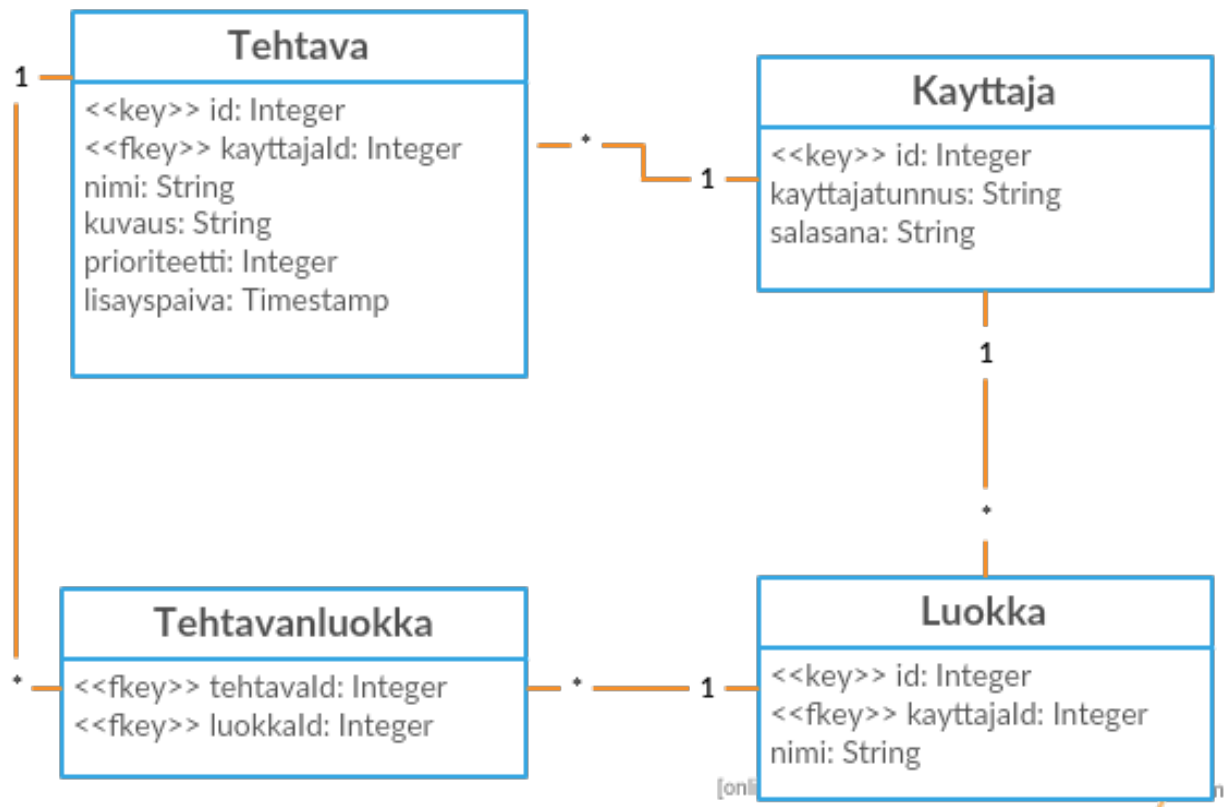 Tehtava
<<key>> id: Integer
<<fkey>> kayttajaId: Integer
nimi: String
kuvaus: String
prioriteetti: Integer
lisayspaiva: Timestamp
Kayttaja
<<key>> id: Integer
kayttajatunnus: String
salasana: String
1
*
1
1
*
Tehtavanluokka
<<fkey>> tehtavaId: Integer
<<fkey>> luokkaId: Integer
*
*
1
Luokka
<<key>> id: Integer
<<fkey>> kayttajaId: Integer
nimi: String